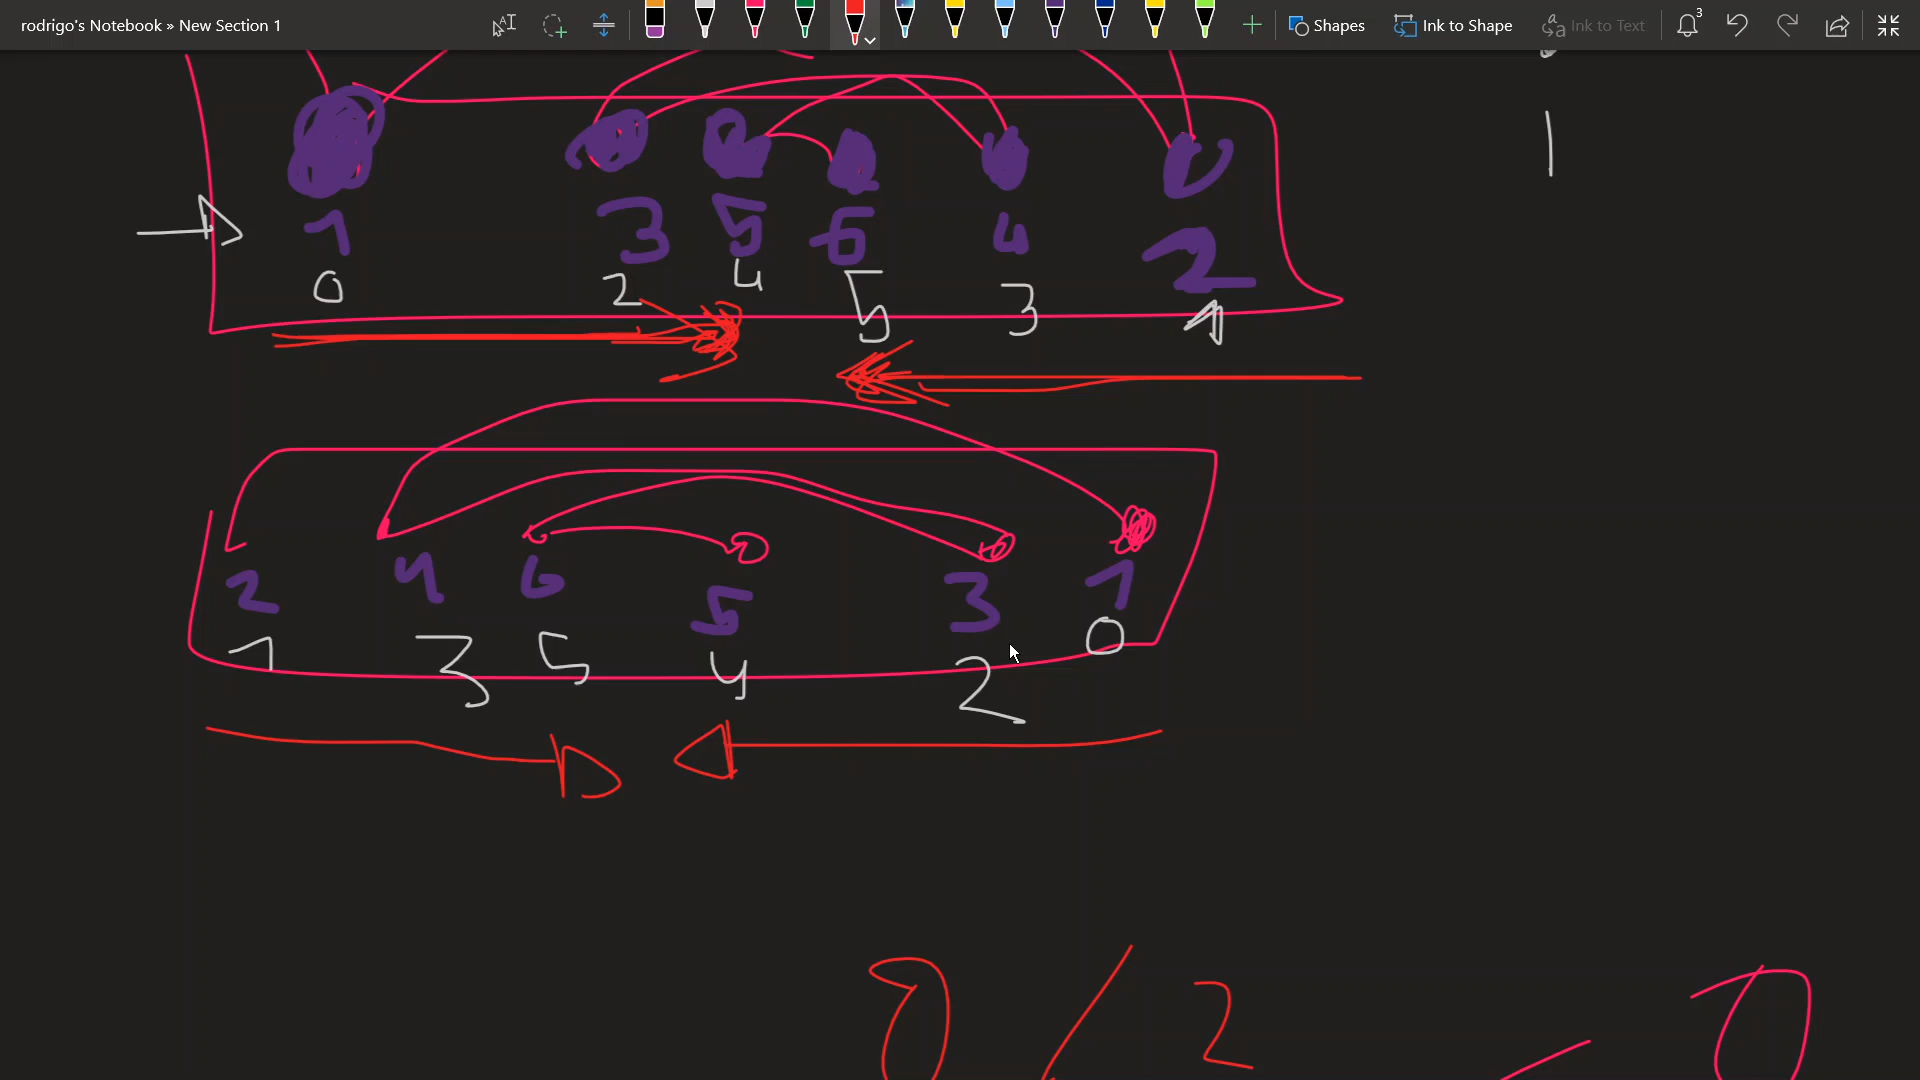 rodrigo's Notebook » New Section 1
3
Shapes
Ink to Shape
Ink to Text
1 3 5 6 4 2
0 2 4 5 3 1
2 4 6 5 3 1
1 3 5 4 2 0
/ 2